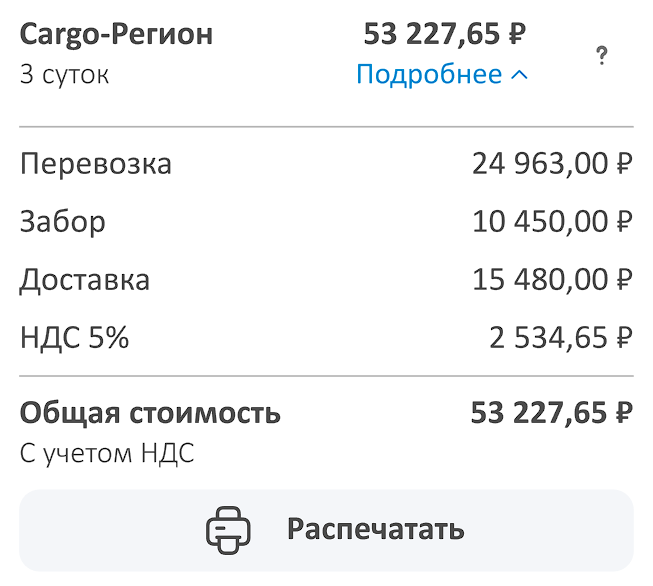 Cargo-Регион 53 227,65 ₽
3 суток Подробнее ?
Перевозка 24 963,00 ₽
Забор 10 450,00 ₽
Доставка 15 480,00 ₽
НДС 5% 2 534,65 ₽
Общая стоимость 53 227,65 ₽
С учетом НДС
Распечатать